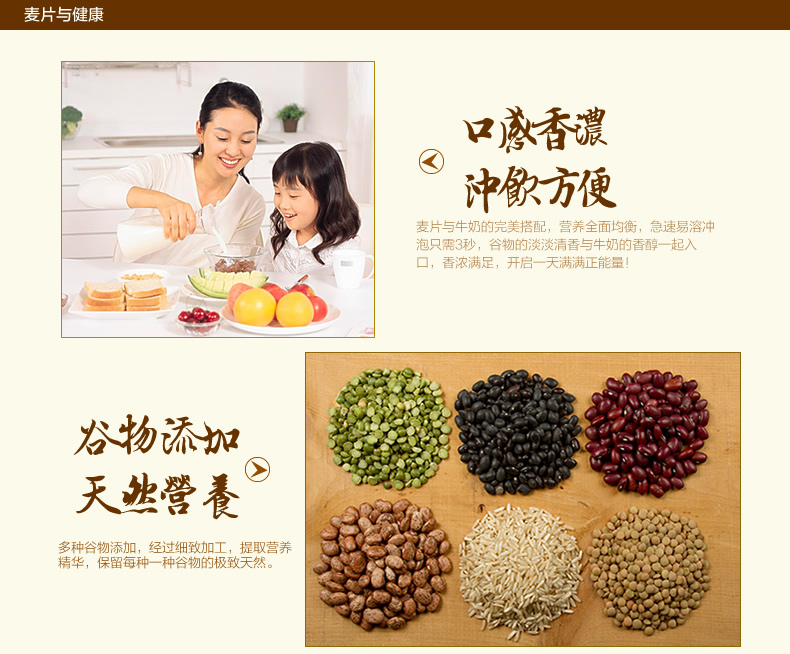 麦片与健康
口感香濃
沖飲方便
麦片与牛奶的完美搭配，营养全面均衡，急速易溶冲
泡只需3秒，谷物的淡淡清香与牛奶的香醇一起入
口，香浓满足，开启一天满满正能量！
谷物添加
天然營養
多种谷物添加，经过细致加工，提取营养
精华，保留每种一种谷物的极致天然。